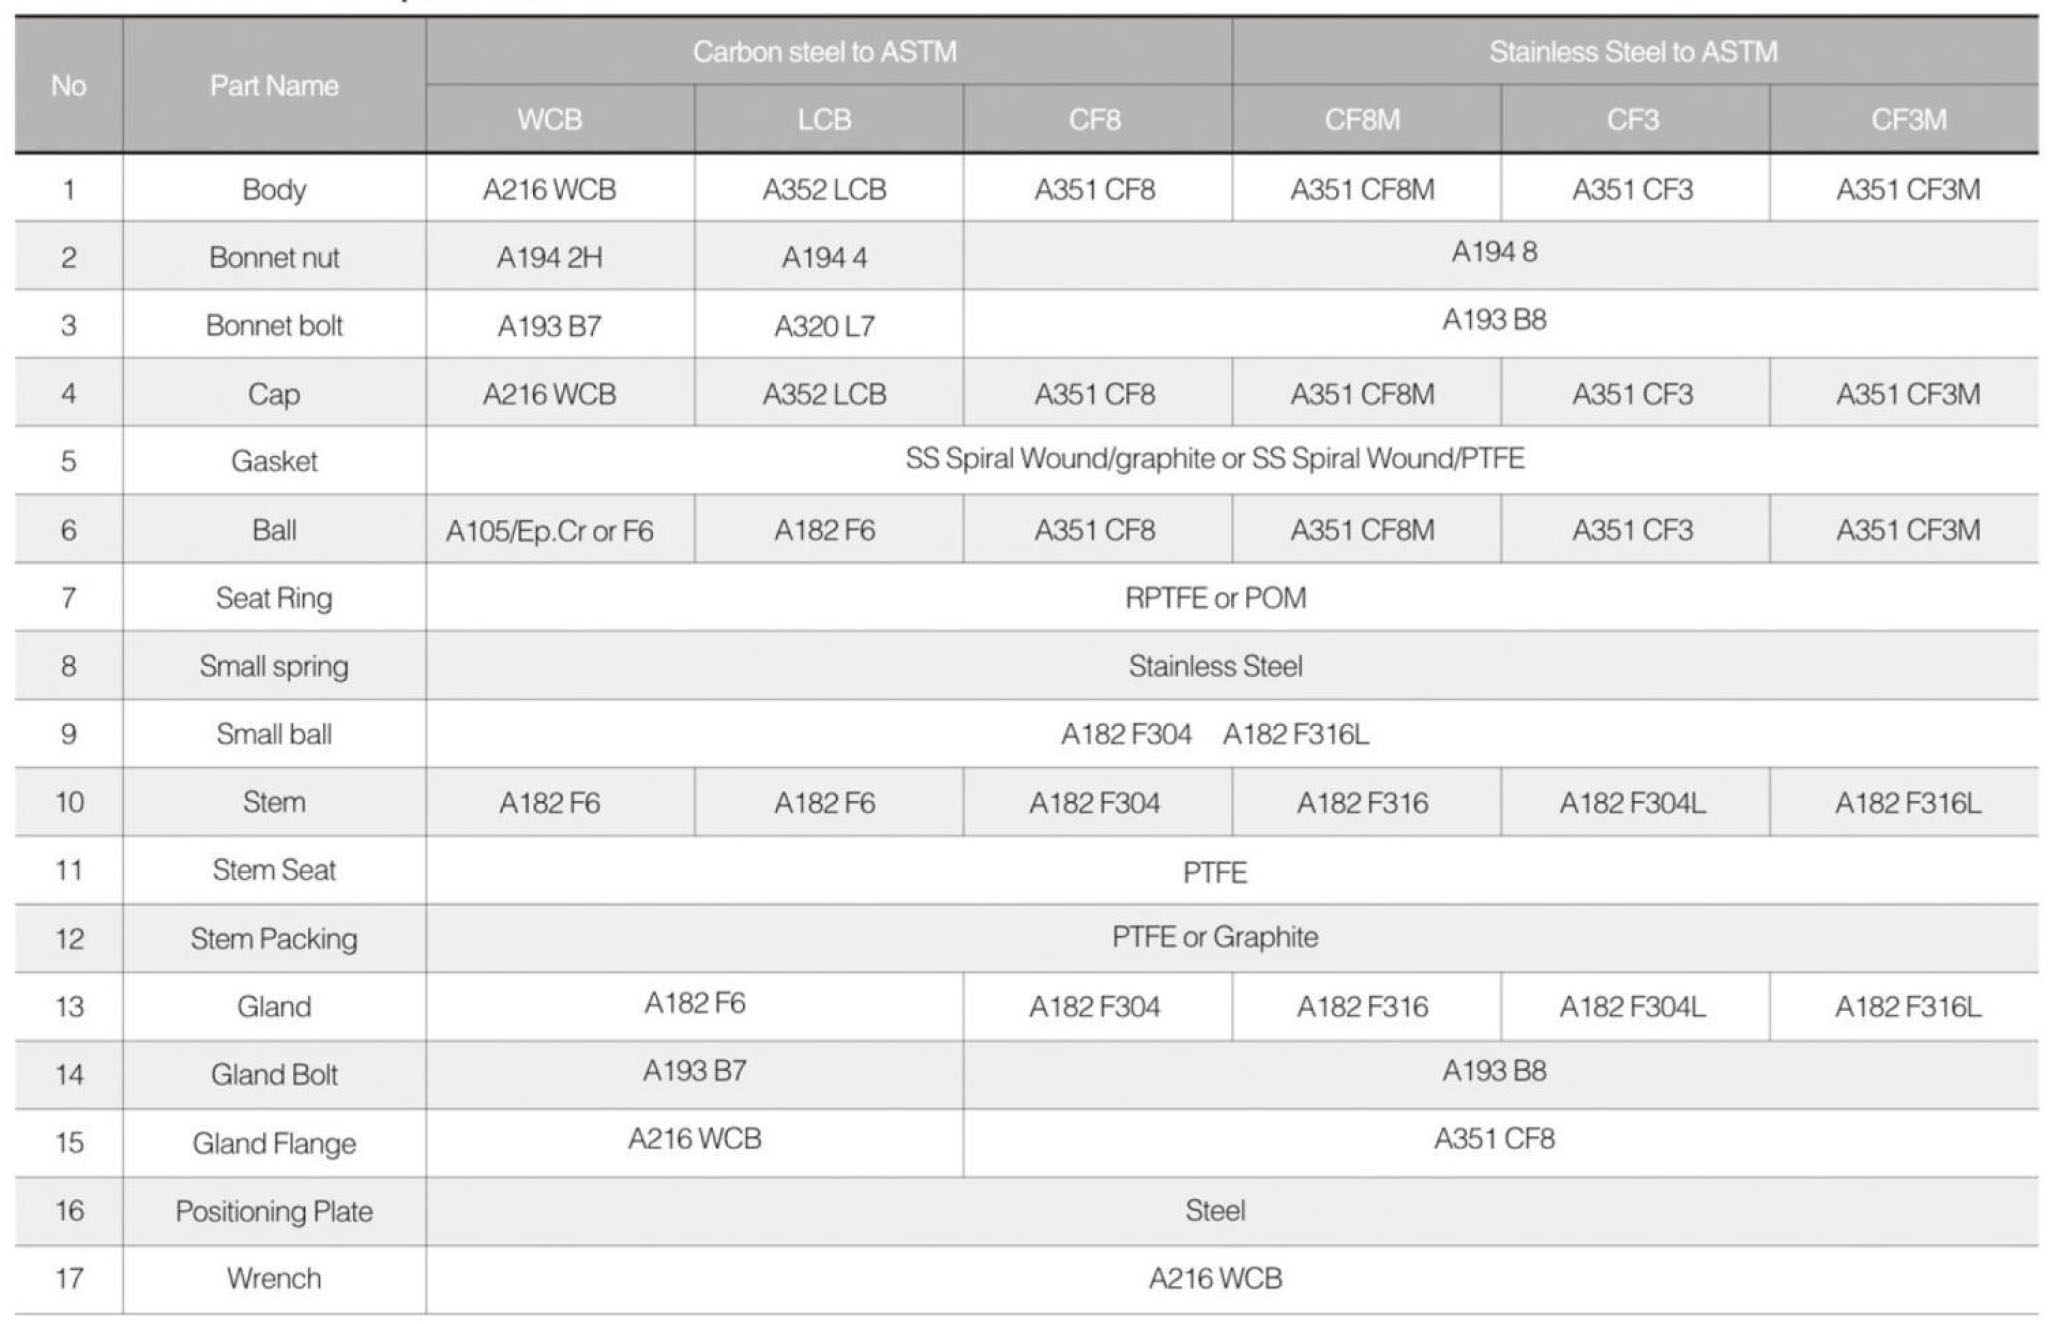 No Part Name Carbon steel to ASTM Stainless Steel to ASTM
WCB LCB CF8 CF8M CF3 CF3M
1 Body A216 WCB A352 LCB A351 CF8 A351 CF8M A351 CF3 A351 CF3M
2 Bonnet nut A194 2H A194 4 A194 8
3 Bonnet bolt A193 B7 A320 L7 A193 B8
4 Cap A216 WCB A352 LCB A351 CF8 A351 CF8M A351 CF3 A351 CF3M
5 Gasket SS Spiral Wound/graphite or SS Spiral Wound/PTFE
6 Ball A105/Ep.Cr or F6 A182 F6 A351 CF8 A351 CF8M A351 CF3 A351 CF3M
7 Seat Ring RPTFE or POM
8 Small spring Stainless Steel
9 Small ball A182 F304 A182 F316L
10 Stem A182 F6 A182 F6 A182 F304 A182 F316 A182 F304L A182 F316L
11 Stem Seat PTFE
12 Stem Packing PTFE or Graphite
13 Gland A182 F6 A182 F304 A182 F316 A182 F304L A182 F316L
14 Gland Bolt A193 B7 A193 B8
15 Gland Flange A216 WCB A351 CF8
16 Positioning Plate Steel
17 Wrench A216 WCB